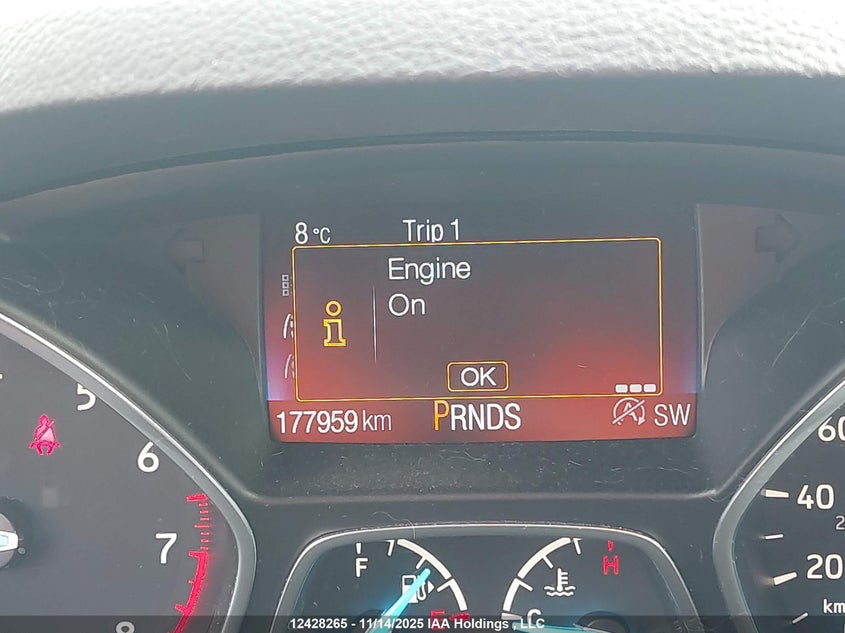 8 °C Trip 1
Engine
On
OK
177959 km PRNDS SW
5
6
7
8
F
E
H
C
60
40
20
km
12428265 - 11/14/2025 IAA Holdings , LLC